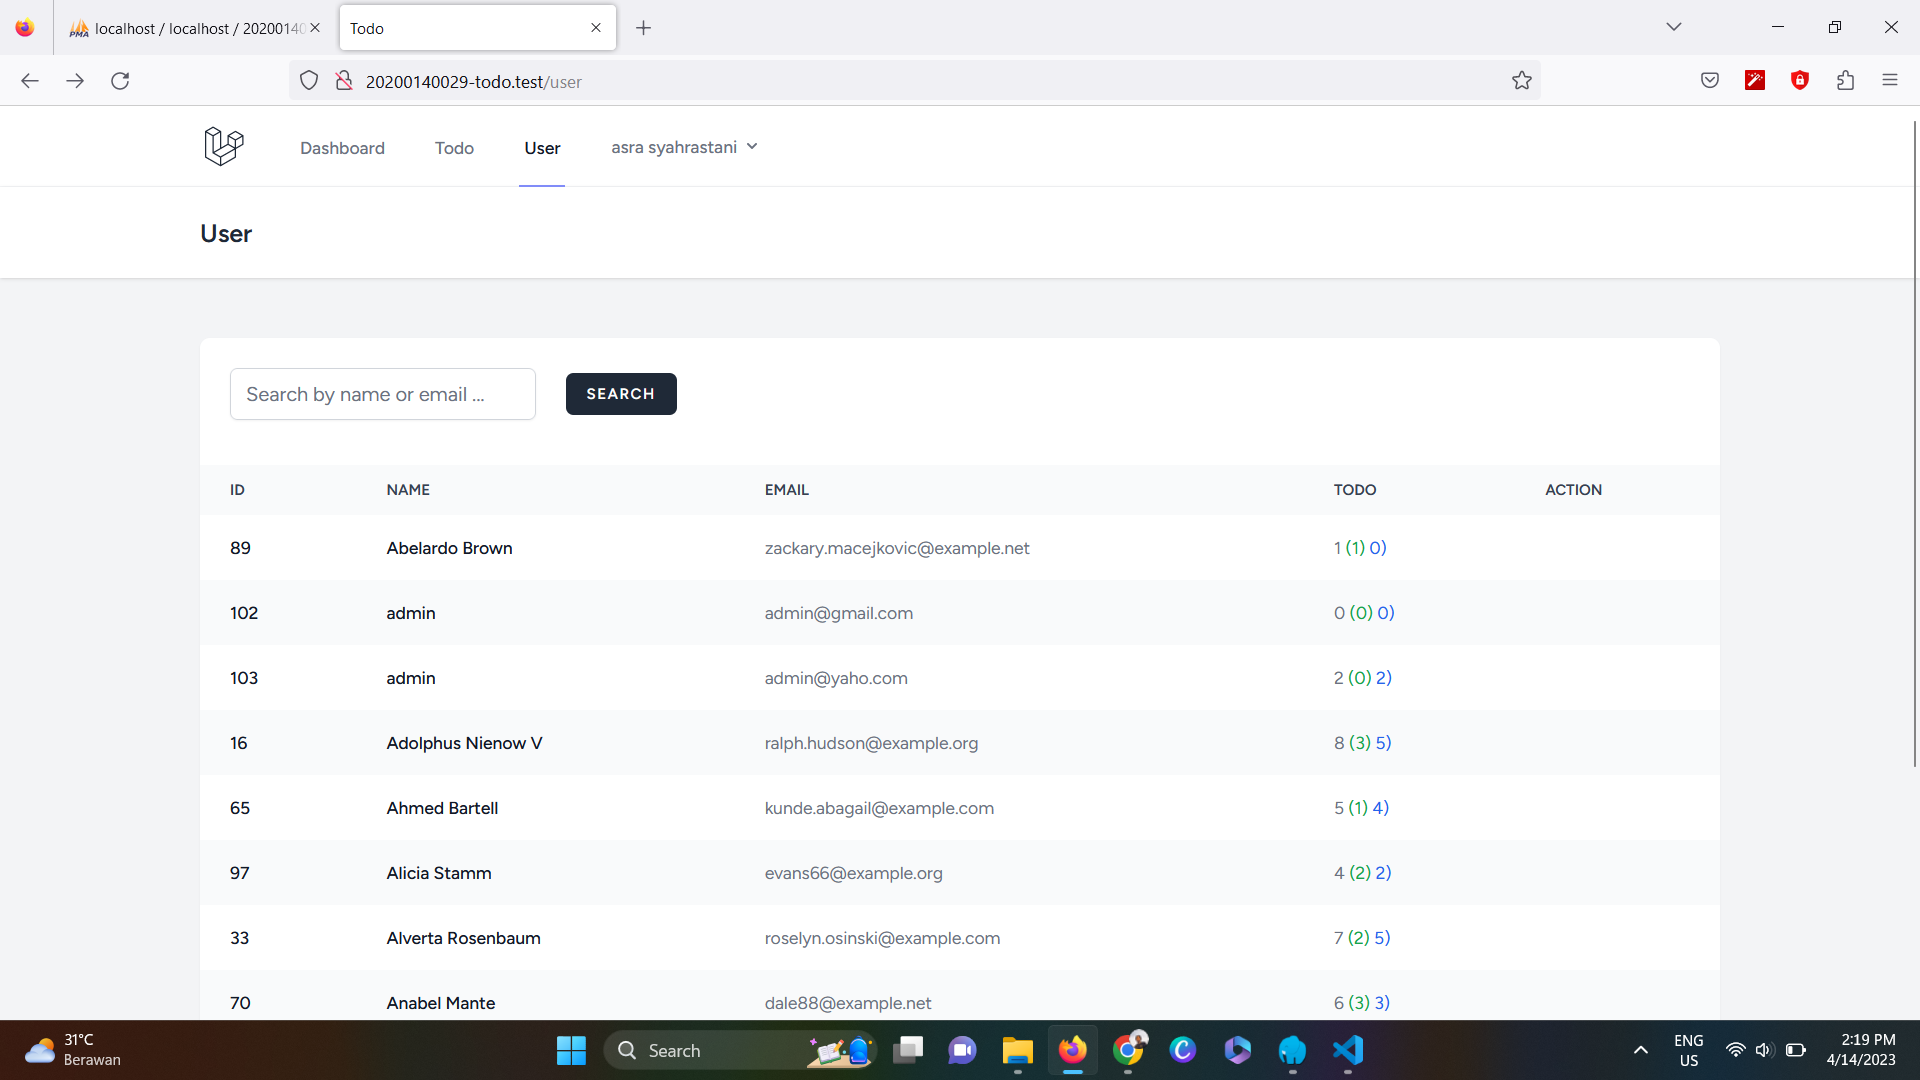 localhost / localhost / 20200140
Todo
20200140029-todo.test/user
Dashboard
Todo
User
asra syahrastani
User
Search by name or email ...
SEARCH
ID NAME EMAIL TODO ACTION
89 Abelardo Brown zackary.macejkovic@example.net 1 (1) 0)
102 admin admin@gmail.com 0 (0) 0)
103 admin admin@yaho.com 2 (0) 2)
16 Adolphus Nienow V ralph.hudson@example.org 8 (3) 5)
65 Ahmed Bartell kunde.abagail@example.com 5 (1) 4)
97 Alicia Stamm evans66@example.org 4 (2) 2)
33 Alverta Rosenbaum roselyn.osinski@example.com 7 (2) 5)
70 Anabel Mante dale88@example.net 6 (3) 3)
31°C
Berawan
Search
ENG
US
2:19 PM
4/14/2023